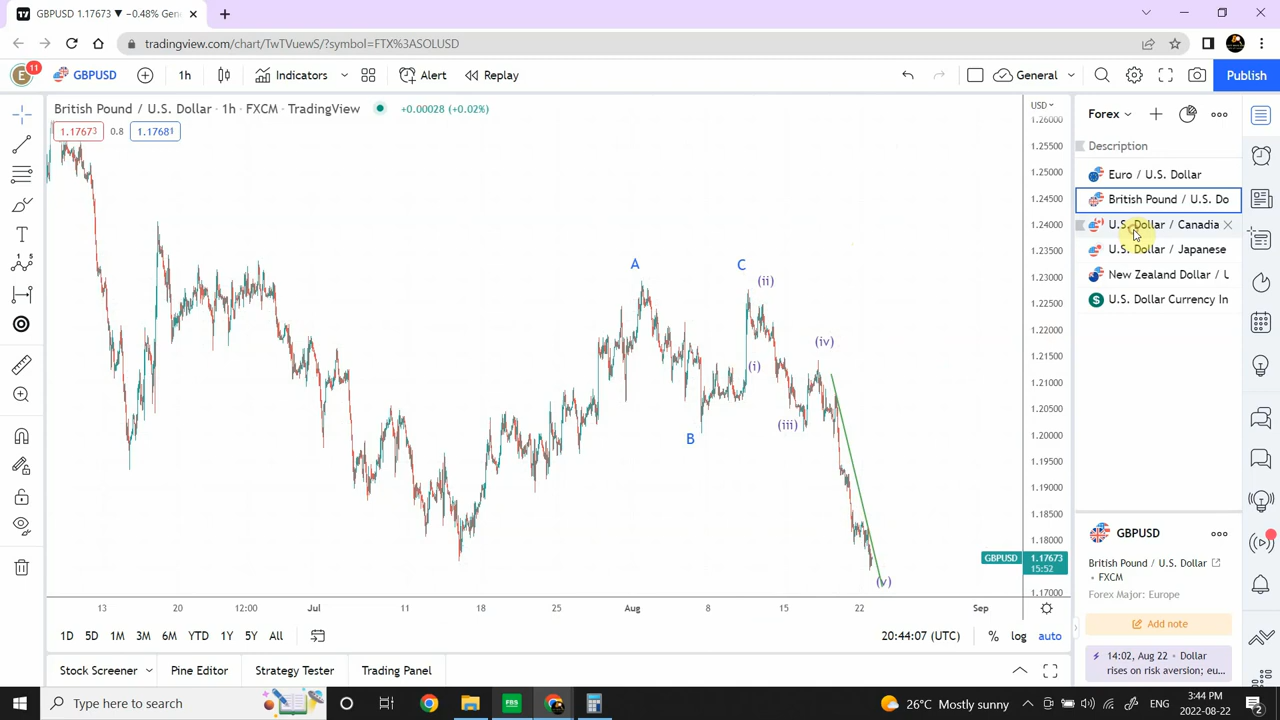 GBPUSD 1.17673 ▼ −0.48% Gene
tradingview.com/chart/TwTVuewS/?symbol=FTX%3ASOLUSD
E 11 GBPUSD 1h Indicators Alert Replay General Publish
British Pound / U.S. Dollar · 1h · FXCM · TradingView +0.00028 (+0.02%)
1.17673 0.8 1.17681
USD
1.26000
1.25500
1.25000
1.24500
1.24000
1.23500
1.23000
1.22500
1.22000
1.21500
1.21000
1.20500
1.20000
1.19500
1.19000
1.18500
1.18000
GBPUSD 1.17673
15:52
1.17000
A
C
(ii)
(iv)
(i)
(iii)
B
(v)
13 20 12:00 Jul 11 18 25 Aug 8 15 22 Sep
1D 5D 1M 3M 6M YTD 1Y 5Y All 20:44:07 (UTC) % log auto
Stock Screener Pine Editor Strategy Tester Trading Panel
Forex
Description
Euro / U.S. Dollar
British Pound / U.S. Do
U.S. Dollar / Canadia
U.S. Dollar / Japanese
New Zealand Dollar / U
U.S. Dollar Currency In
GBPUSD
British Pound / U.S. Dollar
• FXCM
Forex Major: Europe
Add note
14:02, Aug 22 • Dollar
rises on risk aversion; eu...
Type here to search FBS 26°C Mostly sunny ENG 3:44 PM
2022-08-22 2